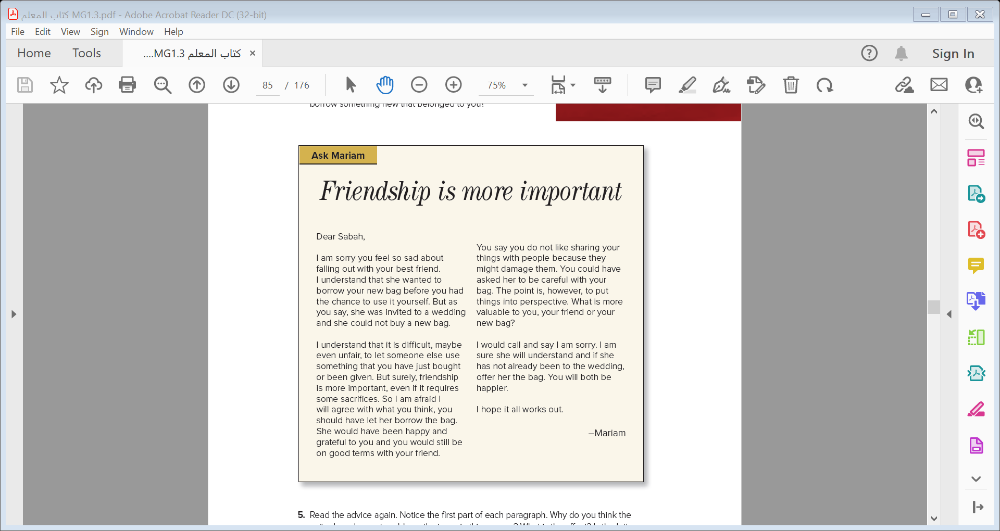 كتاب المعلم MG1.3.pdf - Adobe Acrobat Reader DC (32-bit)
File Edit View Sign Window Help
Home Tools كتاب المعلم MG1.3.... × Sign In
85 / 176 75%
borrow something new that belonged to you?
Ask Mariam
Friendship is more important
Dear Sabah,
I am sorry you feel so sad about
falling out with your best friend.
I understand that she wanted to
borrow your new bag before you had
the chance to use it yourself. But as
you say, she was invited to a wedding
and she could not buy a new bag.
I understand that it is difficult, maybe
even unfair, to let someone else use
something that you have just bought
or been given. But surely, friendship
is more important, even if it requires
some sacrifices. So I am afraid I
will agree with what you think, you
should have let her borrow the bag.
She would have been happy and
grateful to you and you would still be
on good terms with your friend.
You say you do not like sharing your
things with people because they
might damage them. You could have
asked her to be careful with your
bag. The point is, however, to put
things into perspective. What is more
valuable to you, your friend or your
new bag?
I would call and say I am sorry. I am
sure she will understand and if she
has not already been to the wedding,
offer her the bag. You will both be
happier.
I hope it all works out.
–Mariam
5. Read the advice again. Notice the first part of each paragraph. Why do you think the